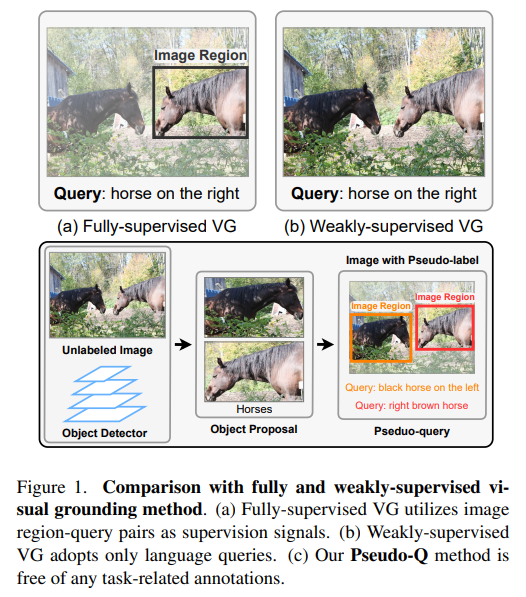 Image Region
Query: horse on the right
Query: horse on the right
(a) Fully-supervised VG
(b) Weakly-supervised VG
Unlabeled Image
Object Detector
Horses
Object Proposal
Image with Pseudo-label
Image Region
Image Region
Query: black horse on the left
Query: right brown horse
Pseduo-query
Figure 1. Comparison with fully and weakly-supervised vi-
sual grounding method. (a) Fully-supervised VG utilizes image
region-query pairs as supervision signals. (b) Weakly-supervised
VG adopts only language queries. (c) Our Pseudo-Q method is
free of any task-related annotations.